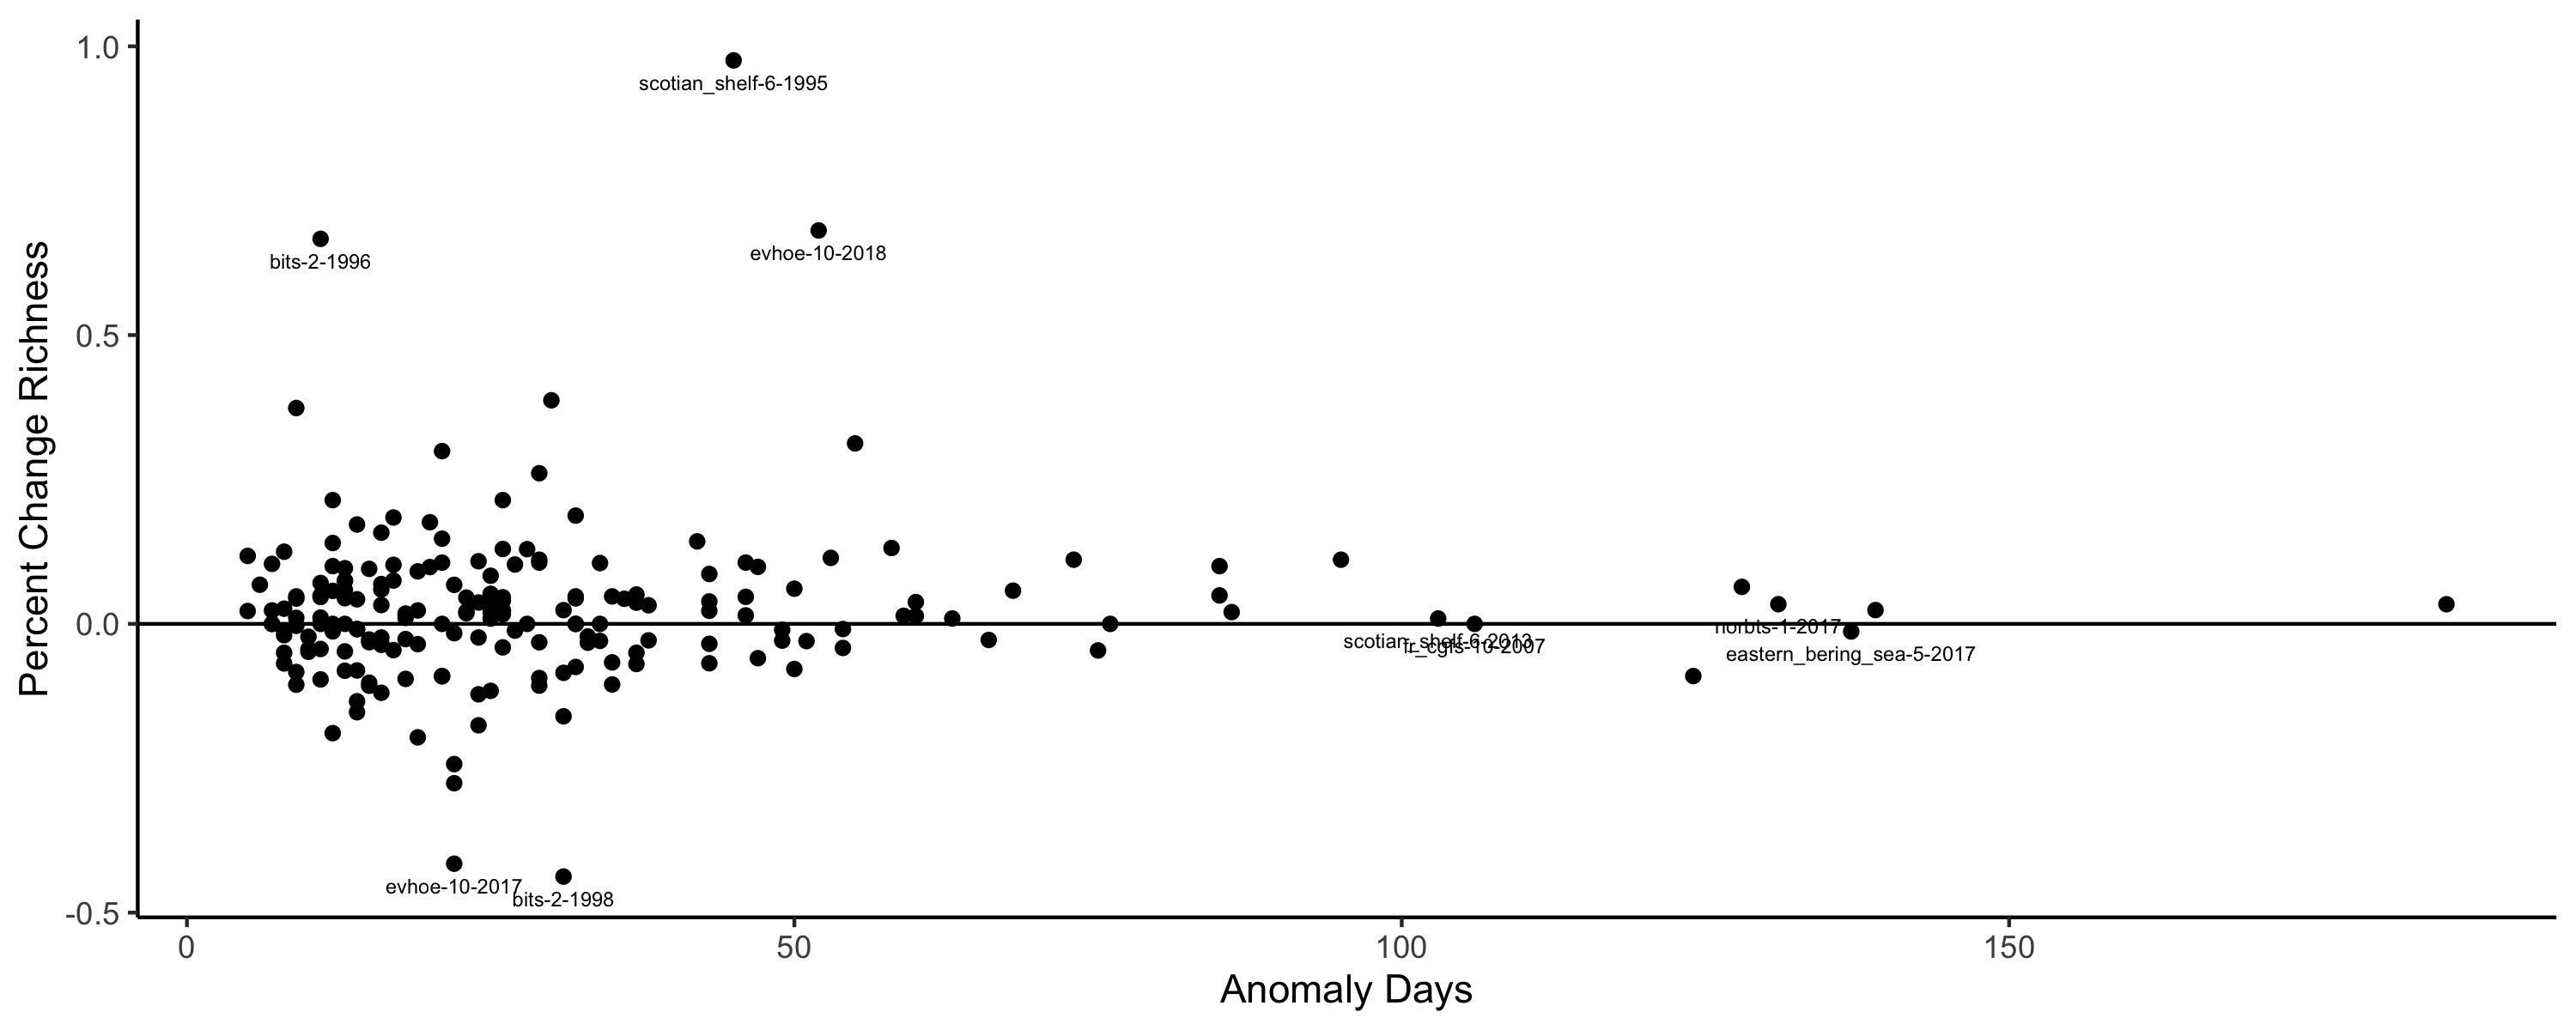 1.0
scotian_shelf-6-1995
evhoe-10-2018
bits-2-1996
0.5
Percent Change Richness
0.0
norbts-1-2017
scotian_shelf-6-2013
fr_cgfs-10-2007
eastern_bering_sea-5-2017
evhoe-10-2017
bits-2-1998
-0.5
0 50 100 150
Anomaly Days